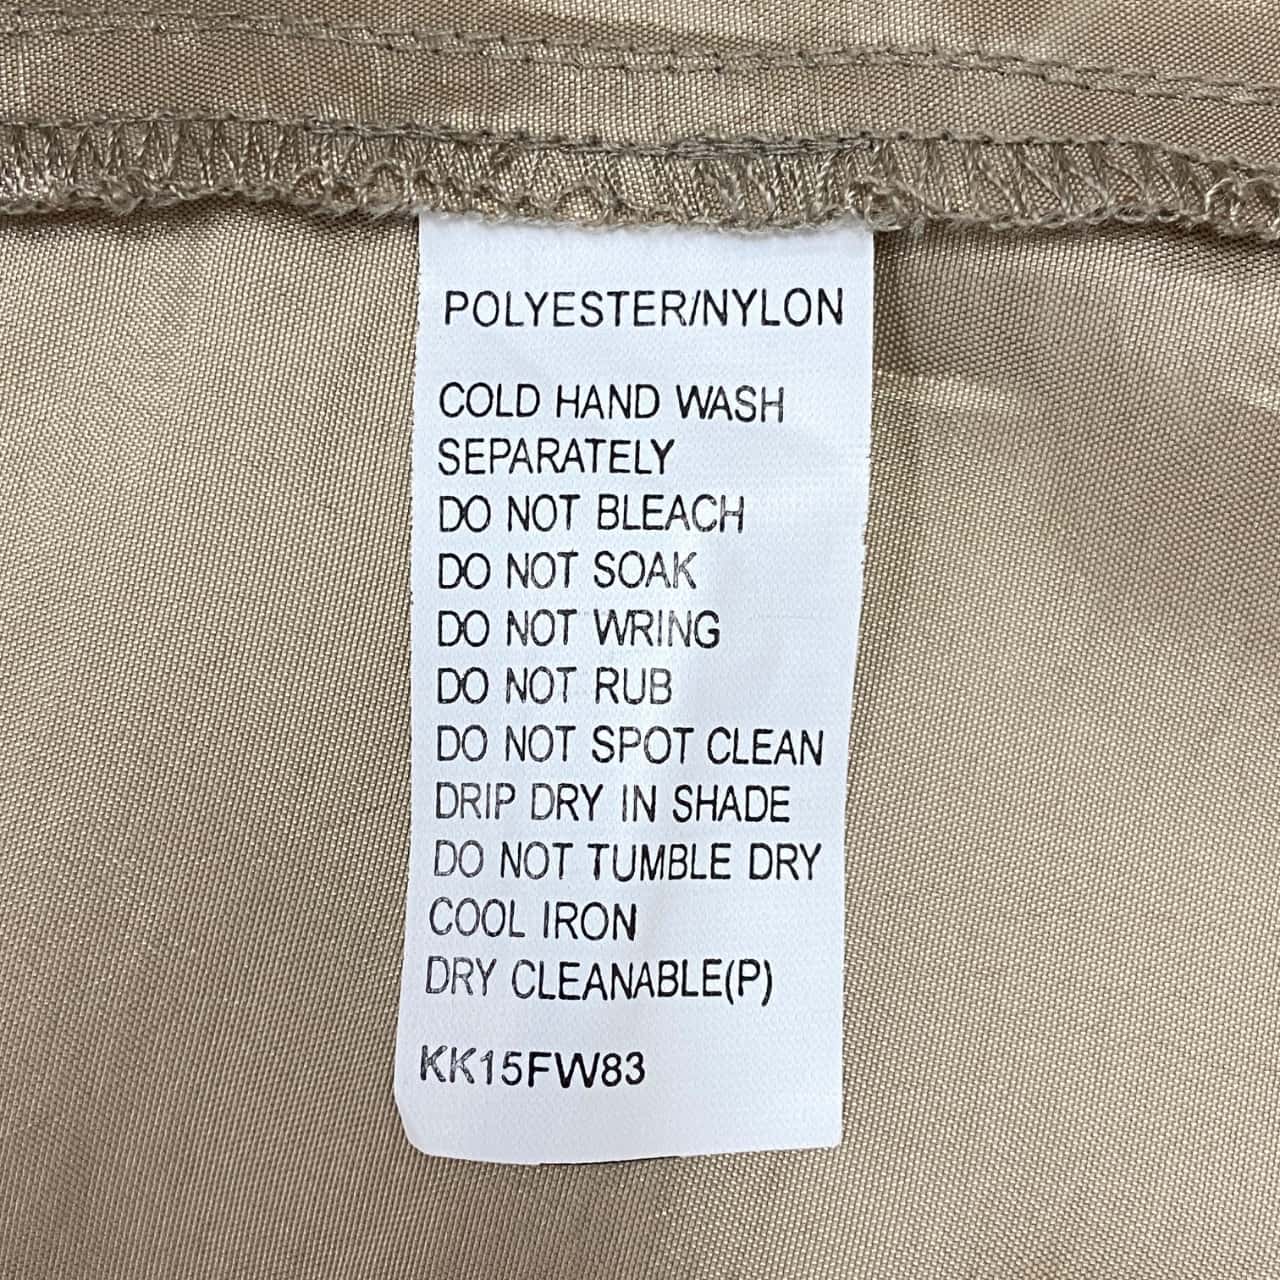 POLYESTER/NYLON
COLD HAND WASH
SEPARATELY
DO NOT BLEACH
DO NOT SOAK
DO NOT WRING
DO NOT RUB
DO NOT SPOT CLEAN
DRIP DRY IN SHADE
DO NOT TUMBLE DRY
COOL IRON
DRY CLEANABLE(P)
KK15FW83